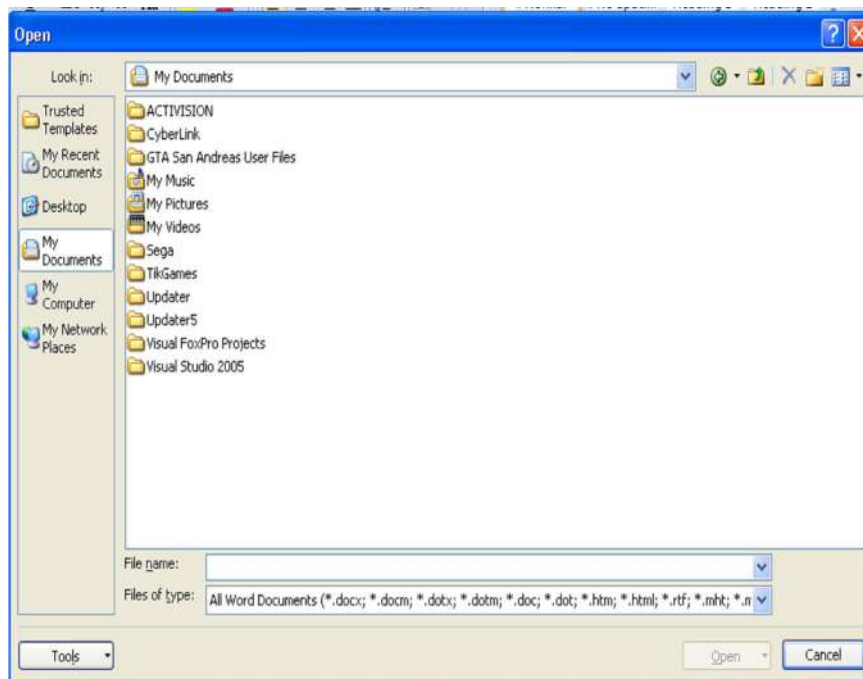 Open
Look in:
My Documents
Trusted
Templates
My Recent
Documents
Desktop
My
Documents
My
Computer
My Network
Places
ACTIVISION
CyberLink
GTA San Andreas User Files
My Music
My Pictures
My Videos
Sega
TikGames
Updater
Updater5
Visual FoxPro Projects
Visual Studio 2005
File name:
Files of type:
All Word Documents (*.docx; *.docm; *.dotx; *.dotm; *.doc; *.dot; *.htm; *.html; *.rtf; *.mht; *.m
Tools
Open
Cancel